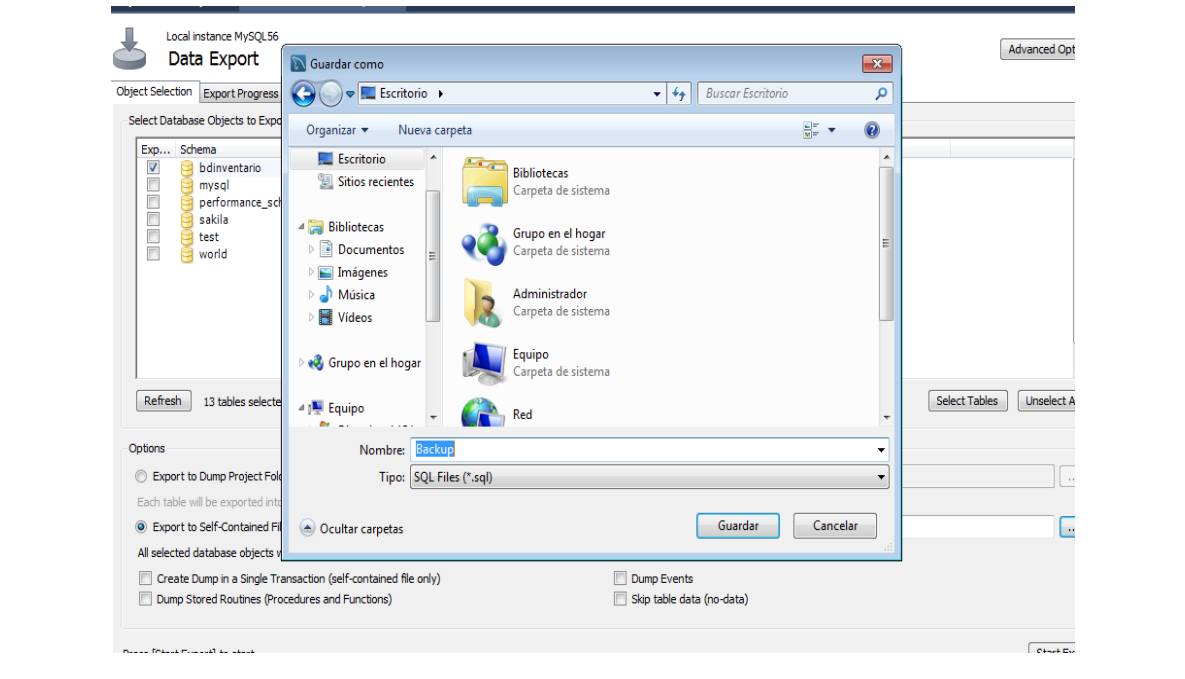 Local instance MySQL56
Data Export
Advanced Opt
Object Selection
Export Progress
Select Database Objects to Expo
Exp...
Schema
bdinventario
mysql
performance_sch
sakila
test
world
Refresh
13 tables selecte
Select Tables
Unselect A
Guardar como
Escritorio
Buscar Escritorio
Organizar
Nueva carpeta
Escritorio
Sitios recientes
Bibliotecas
Documentos
Imágenes
Música
Vídeos
Grupo en el hogar
Equipo
Bibliotecas
Carpeta de sistema
Grupo en el hogar
Carpeta de sistema
Administrador
Carpeta de sistema
Equipo
Carpeta de sistema
Red
Nombre: Backup
Tipo: SQL Files (*.sql)
Ocultar carpetas
Guardar
Cancelar
Options
Export to Dump Project Fold
Each table will be exported into
Export to Self-Contained Fil
All selected database objects w
...
Create Dump in a Single Transaction (self-contained file only)
Dump Events
Dump Stored Routines (Procedures and Functions)
Skip table data (no-data)
Press [Start Export] to start
Start Ex